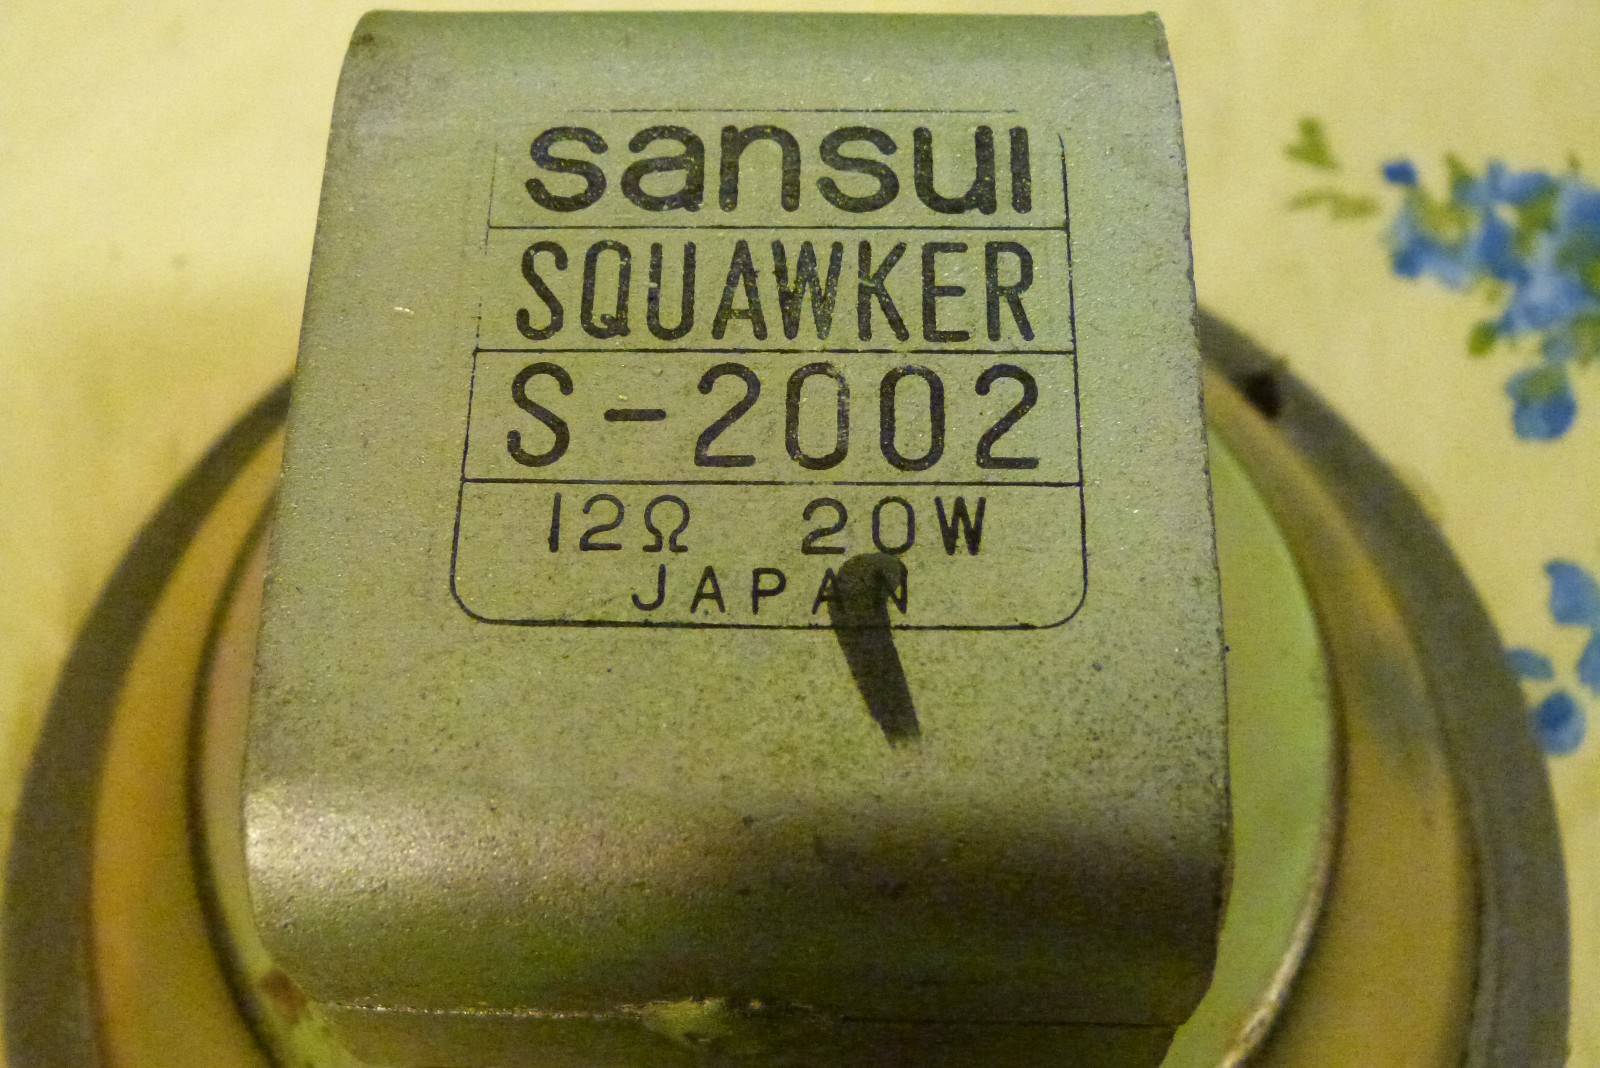 sansui
SQUAWKER
S-2002
12Ω 20W
JAPAN